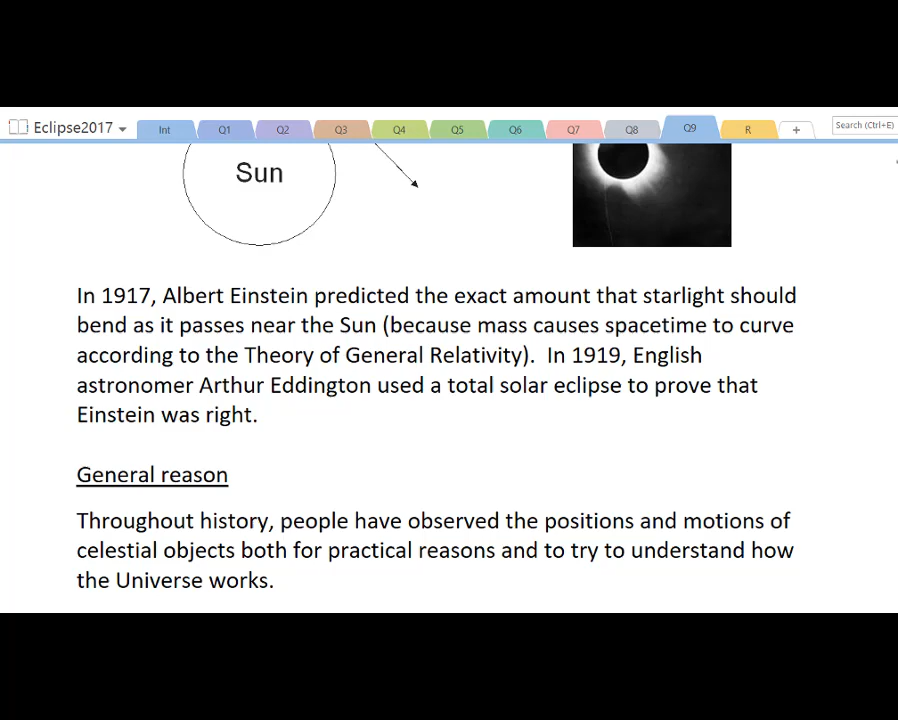 Eclipse2017
Int Q1 Q2 Q3 Q4 Q5 Q6 Q7 Q8 Q9 R +
Search (Ctrl+E)
Sun
In 1917, Albert Einstein predicted the exact amount that starlight should
bend as it passes near the Sun (because mass causes spacetime to curve
according to the Theory of General Relativity).  In 1919, English
astronomer Arthur Eddington used a total solar eclipse to prove that
Einstein was right.
General reason
Throughout history, people have observed the positions and motions of
celestial objects both for practical reasons and to try to understand how
the Universe works.